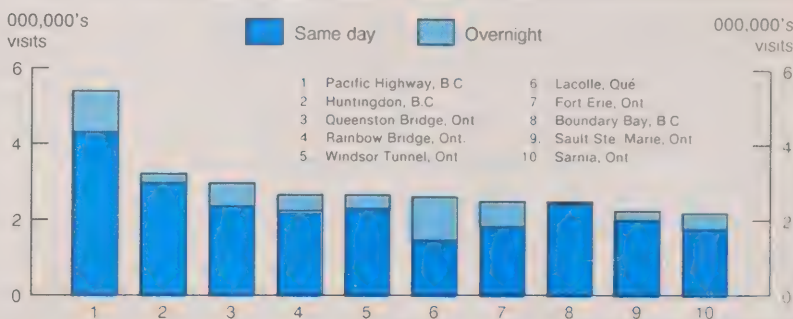 000,000's
visits
Same day
Overnight
000,000's
visits
6
4
2
0
1 Pacific Highway, B C
2 Huntingdon, B.C
3 Queenston Bridge, Ont
4 Rainbow Bridge, Ont.
5 Windsor Tunnel, Ont
6 Lacolle, Qué
7 Fort Erie, Ont
8 Boundary Bay, B C
9. Sault Ste Marie, Ont
10 Sarnia, Ont
6
4
2
0
1 2 3 4 5 6 7 8 9 10